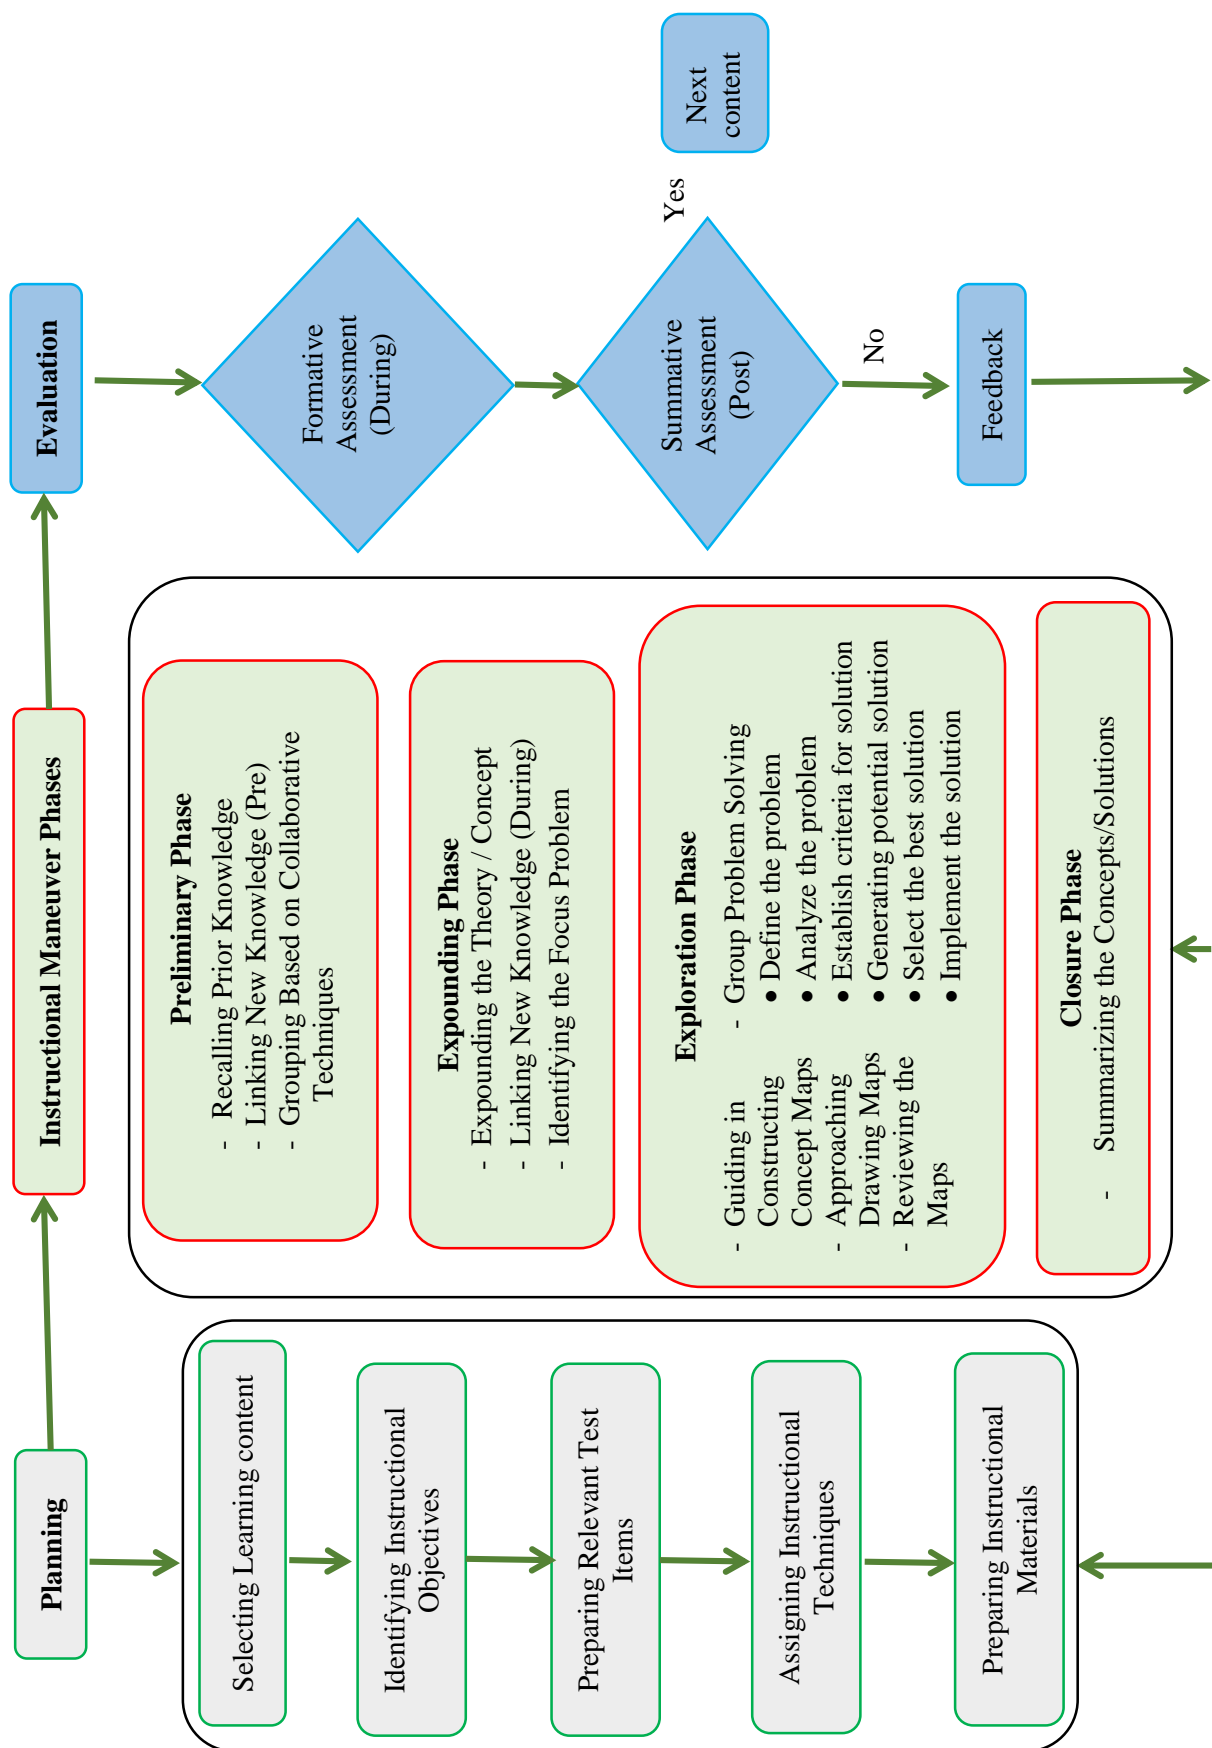 Planning
Selecting Learning content
Identifying Instructional
Objectives
Preparing Relevant Test
Items
Assigning Instructional
Techniques
Preparing Instructional
Materials
Instructional Maneuver Phases
Preliminary Phase
- Recalling Prior Knowledge
- Linking New Knowledge (Pre)
- Grouping Based on Collaborative
Techniques
Expounding Phase
- Expounding the Theory / Concept
- Linking New Knowledge (During)
- Identifying the Focus Problem
Exploration Phase
- Guiding in
Constructing
Concept Maps
- Approaching
Drawing Maps
- Reviewing the
Maps
- Group Problem Solving
• Define the problem
• Analyze the problem
• Establish criteria for solution
• Generating potential solution
• Select the best solution
• Implement the solution
Closure Phase
- Summarizing the Concepts/Solutions
Evaluation
Formative
Assessment
(During)
Summative
Assessment
(Post)
Yes
Next
content
No
Feedback